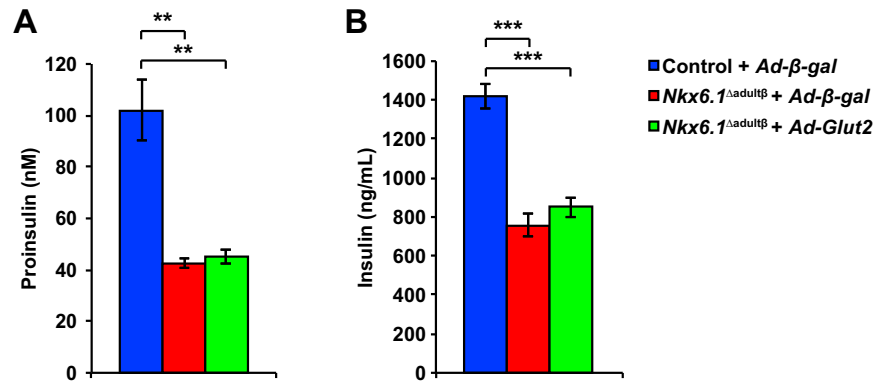 A
**
**
120
100
80
60
40
20
0
Proinsulin (nM)
B
***
***
1600
1400
1200
1000
800
600
400
200
0
Insulin (ng/mL)
Control + Ad-β-gal
Nkx6.1Δadultβ + Ad-β-gal
Nkx6.1Δadultβ + Ad-Glut2